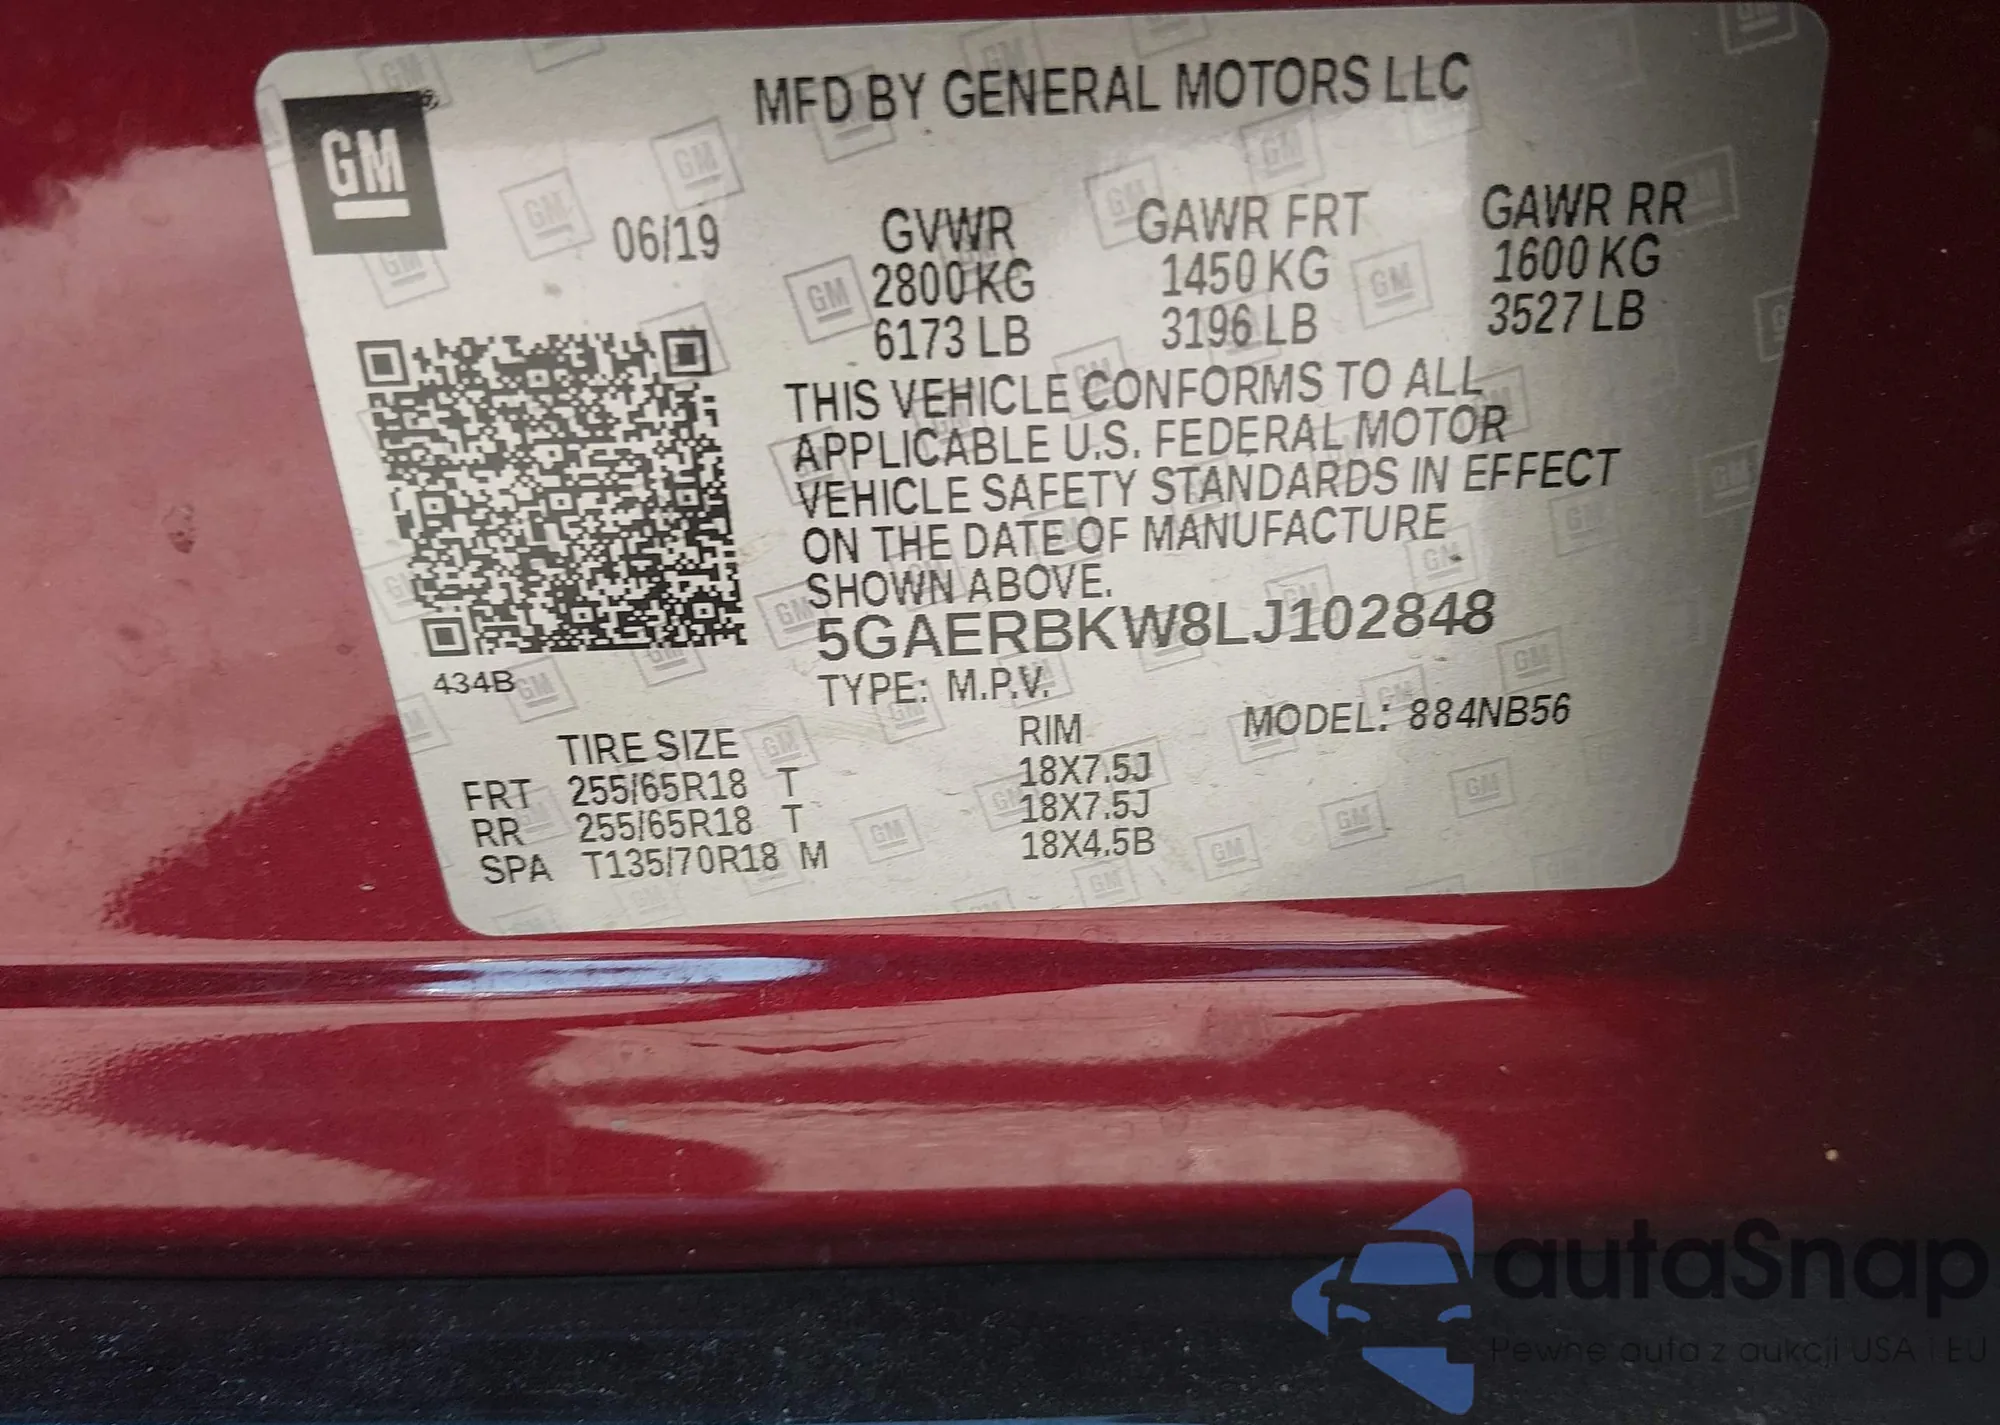 GM
MFD BY GENERAL MOTORS LLC
06/19
GVWR GAWR FRT GAWR RR
2800 KG 1450 KG 1600 KG
6173 LB 3196 LB 3527 LB
THIS VEHICLE CONFORMS TO ALL
APPLICABLE U.S. FEDERAL MOTOR
VEHICLE SAFETY STANDARDS IN EFFECT
ON THE DATE OF MANUFACTURE
SHOWN ABOVE.
5GAERBKW8LJ102848
434B
TYPE: M.P.V.
MODEL: 884NB56
TIRE SIZE RIM
FRT 255/65R18 T 18X7.5J
RR 255/65R18 T 18X7.5J
SPA T135/70R18 M 18X4.5B
autaSnap
Pewne auta z aukcji USA i EU